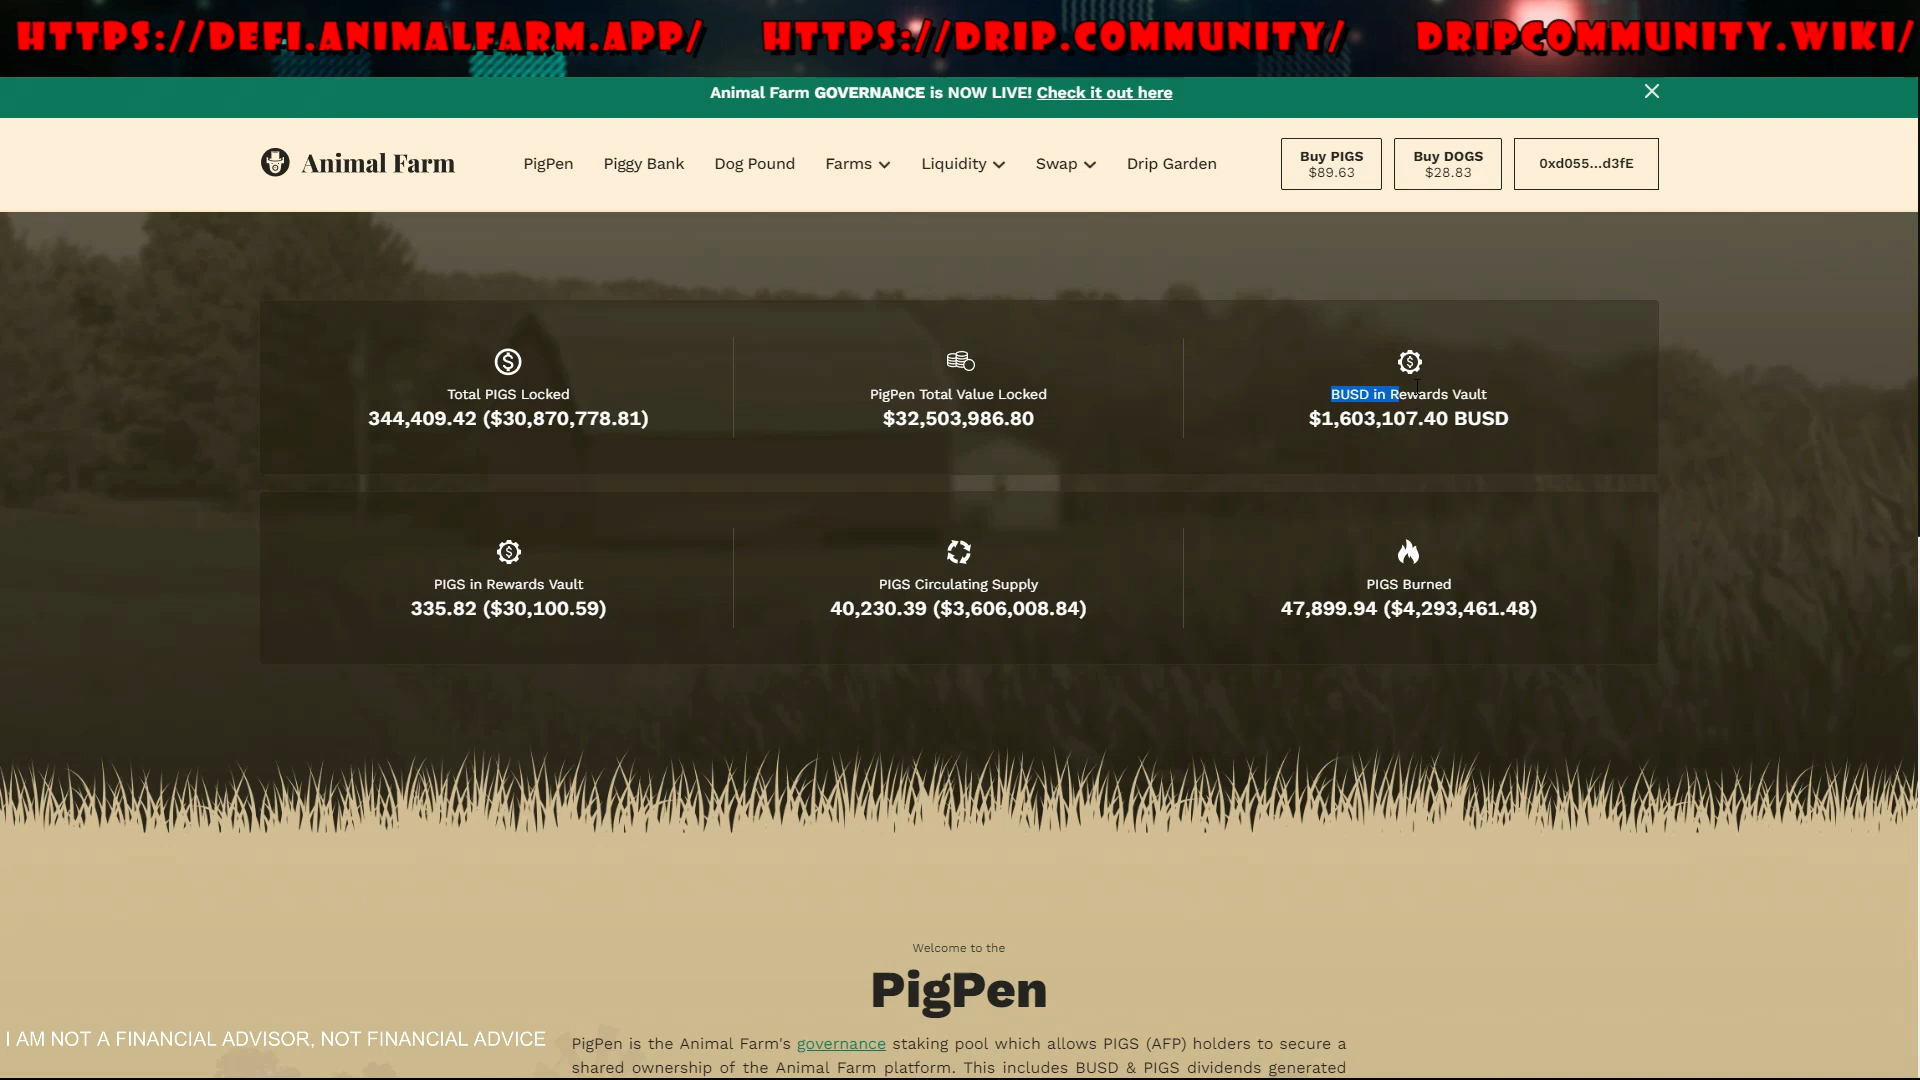 HTTPS://DEFI.ANIMALFARM.APP/ HTTPS://DRIP.COMMUNITY/ DRIPCOMMUNITY.WIKI/
Animal Farm GOVERNANCE is NOW LIVE! Check it out here
Animal Farm PigPen Piggy Bank Dog Pound Farms Liquidity Swap Drip Garden
Buy PIGS
$89.63
Buy DOGS
$28.83
0xd055...d3fE
Total PIGS Locked
344,409.42 ($30,870,778.81)
PigPen Total Value Locked
$32,503,986.80
BUSD in Rewards Vault
$1,603,107.40 BUSD
PIGS in Rewards Vault
335.82 ($30,100.59)
PIGS Circulating Supply
40,230.39 ($3,606,008.84)
PIGS Burned
47,899.94 ($4,293,461.48)
Welcome to the
PigPen
PigPen is the Animal Farm's governance staking pool which allows PIGS (AFP) holders to secure a
shared ownership of the Animal Farm platform. This includes BUSD & PIGS dividends generated
I AM NOT A FINANCIAL ADVISOR, NOT FINANCIAL ADVICE